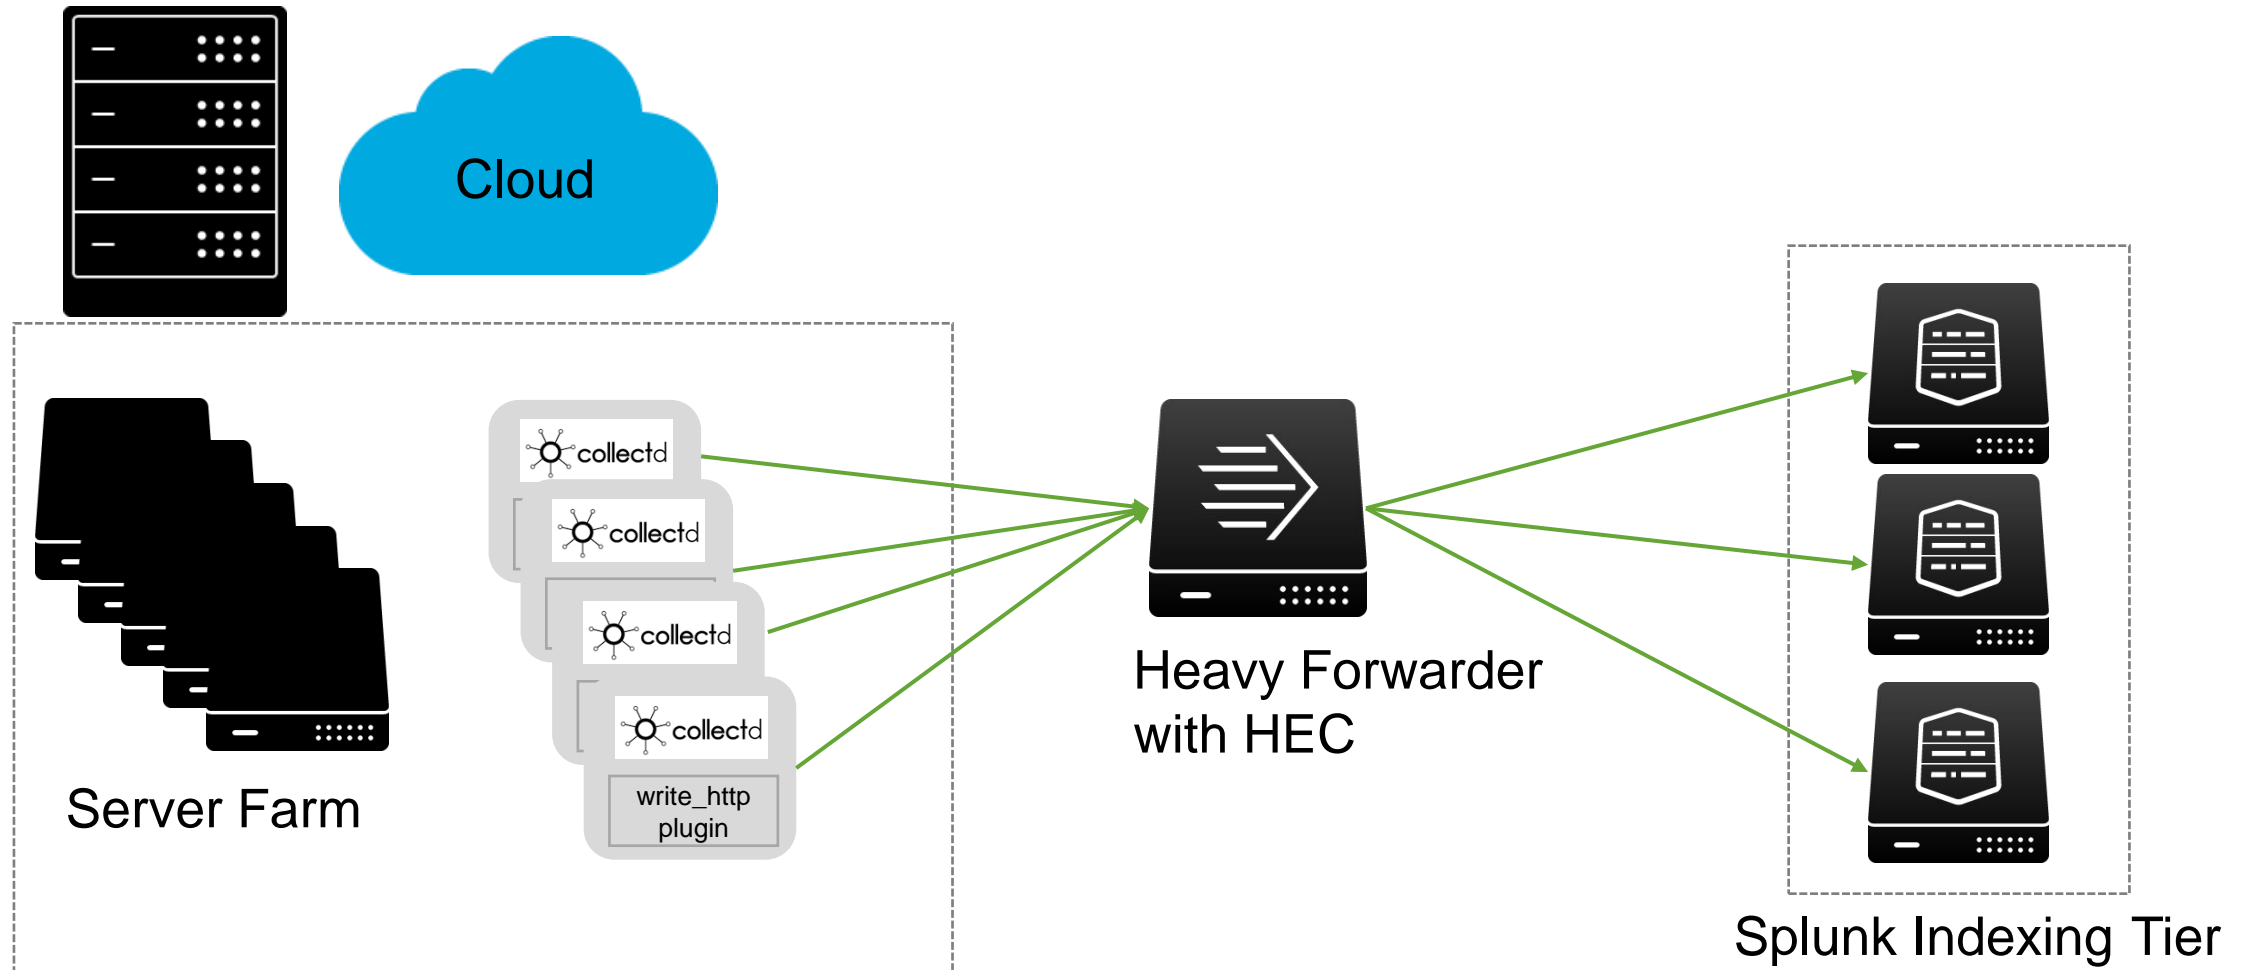 Cloud
collectd
collectd
collectd
collectd
write_http
plugin
Server Farm
Heavy Forwarder
with HEC
Splunk Indexing Tier